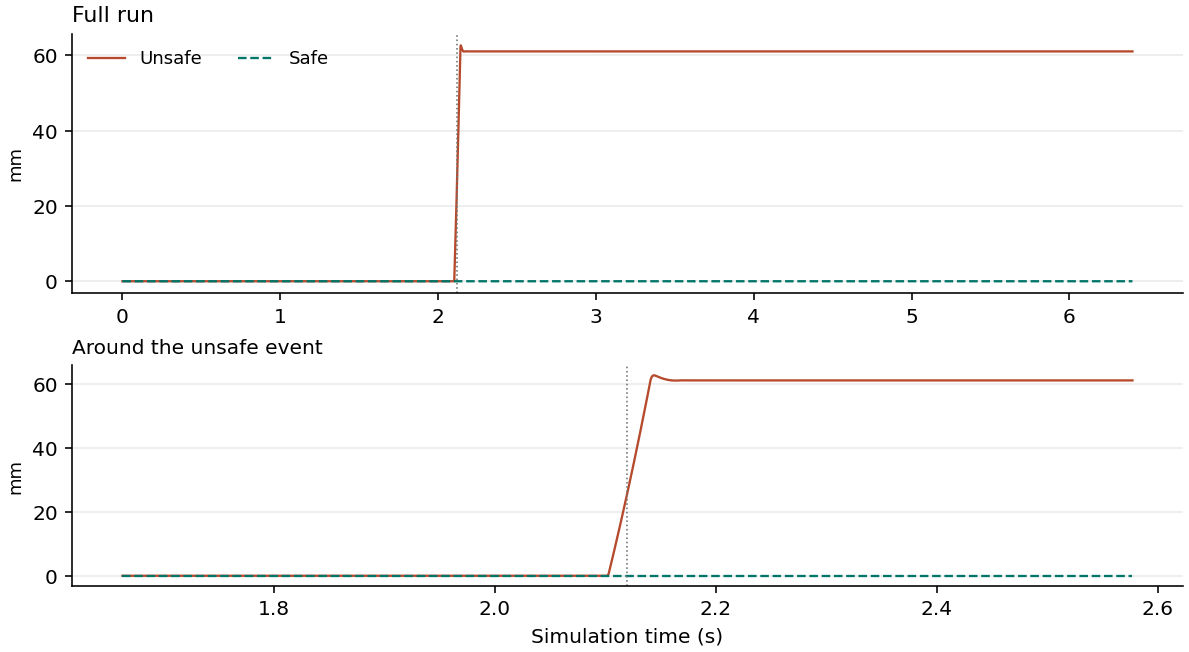 Full run
60
40
20
0
mm
Unsafe Safe
0 1 2 3 4 5 6
Around the unsafe event
60
40
20
0
mm
1.8 2.0 2.2 2.4 2.6
Simulation time (s)